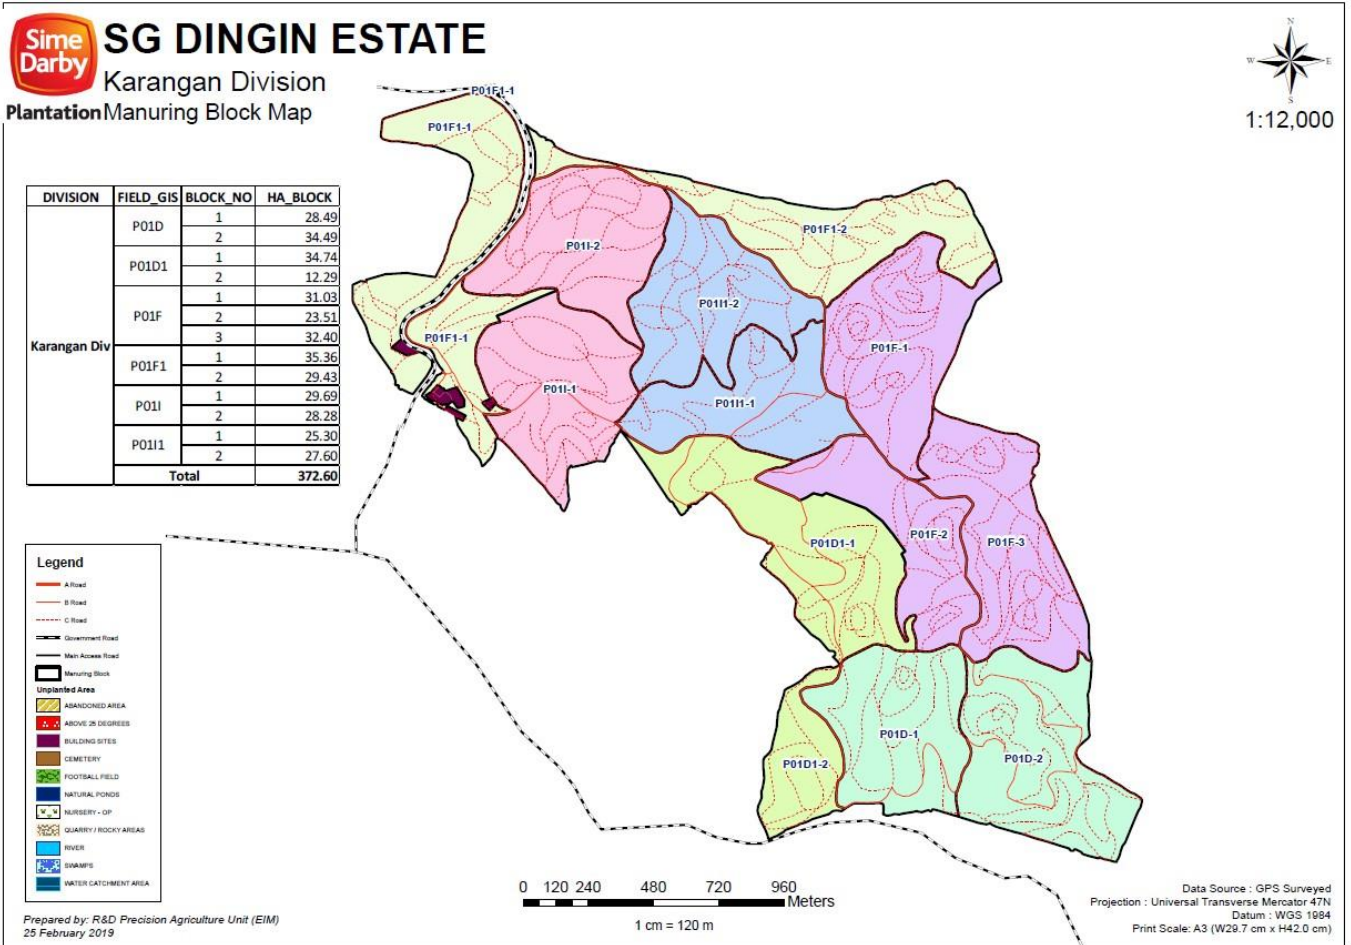 Sime
Darby
Plantation
SG DINGIN ESTATE
Karangan Division
Manuring Block Map
N
W E
S
1:12,000
DIVISION FIELD_GIS BLOCK_NO HA_BLOCK
Karangan Div
P01D 1 28.49
2 34.49
P01D1 1 34.74
2 12.29
P01F 1 31.03
2 23.51
3 32.40
P01F1 1 35.36
2 29.43
P01I 1 29.69
2 28.28
P01I1 1 25.30
2 27.60
Total 372.60
P01F1-1
P01F1-1
P01F1-2
P01I-2
P01I1-2
P01F1-1
P01F-1
P01I-1
P01I1-1
P01D1-1
P01F-2
P01F-3
P01D-1
P01D1-2
P01D-2
Legend
A Road
B Road
C Road
Government Road
Main Access Road
Manuring Block
Unplanted Area
ABANDONED AREA
ABOVE 25 DEGREES
BUILDING SITES
CEMETERY
FOOTBALL FIELD
NATURAL PONDS
NURSERY - OP
QUARRY / ROCKY AREAS
RIVER
SWAMPS
WATER CATCHMENT AREA
Prepared by: R&D Precision Agriculture Unit (EIM)
25 February 2019
0 120 240 480 720 960
Meters
1 cm = 120 m
Data Source : GPS Surveyed
Projection : Universal Transverse Mercator 47N
Datum : WGS 1984
Print Scale: A3 (W29.7 cm x H42.0 cm)